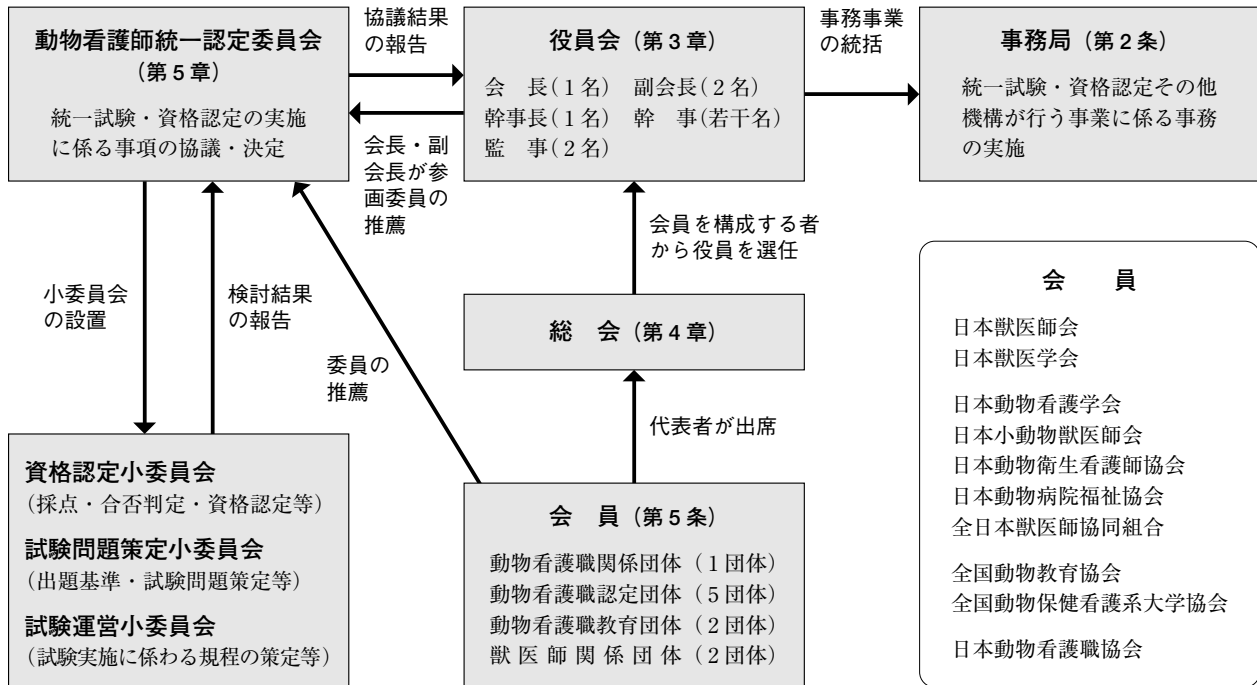 動物看護師統一認定委員会
(第5章)
統一試験・資格認定の実施
に係る事項の協議・決定
協議結果
の報告
会長・副
会長が参
画委員の
推薦
役員会(第3章)
会 長(1名) 副会長(2名)
幹事長(1名) 幹 事(若干名)
監 事(2名)
事務事業
の統括
事務局(第2条)
統一試験・資格認定その他
機構が行う事業に係る事務
の実施
小委員会
の設置
検討結果
の報告
委員の
推薦
会員を構成する者
から役員を選任
総 会(第4章)
代表者が出席
資格認定小委員会
(採点・合否判定・資格認定等)
試験問題策定小委員会
(出題基準・試験問題策定等)
試験運営小委員会
(試験実施に係わる規程の策定等)
会 員(第5条)
動物看護職関係団体(1団体)
動物看護職認定団体(5団体)
動物看護職教育団体(2団体)
獣医師関係団体(2団体)
会 員
日本獣医師会
日本獣医学会
日本動物看護学会
日本小動物獣医師会
日本動物衛生看護師協会
日本動物病院福祉協会
全日本獣医師協同組合
全国動物教育協会
全国動物保健看護系大学協会
日本動物看護職協会